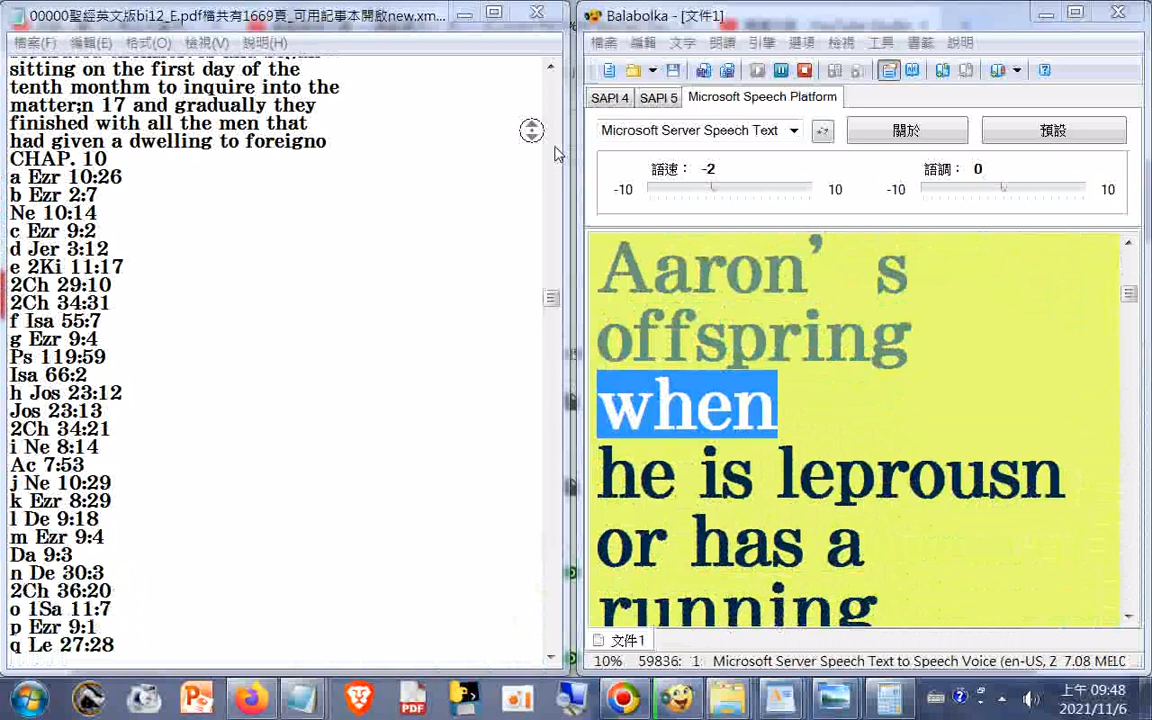 00000聖經英文版bi12_E.pdf檔共有1669頁_可用記事本開啟new.xm...
檔案(F) 編輯(E) 格式(O) 檢視(V) 說明(H)
sitting on the first day of the
tenth monthm to inquire into the
matter;n 17 and gradually they
finished with all the men that
had given a dwelling to foreigno
CHAP. 10
a Ezr 10:26
b Ezr 2:7
Ne 10:14
c Ezr 9:2
d Jer 3:12
e 2Ki 11:17
2Ch 29:10
2Ch 34:31
f Isa 55:7
g Ezr 9:4
Ps 119:59
Isa 66:2
h Jos 23:12
Jos 23:13
2Ch 34:21
i Ne 8:14
Ac 7:53
j Ne 10:29
k Ezr 8:29
l De 9:18
m Ezr 9:4
Da 9:3
n De 30:3
2Ch 36:20
o 1Sa 11:7
p Ezr 9:1
q Le 27:28
Balabolka - [文件1]
檔案 編輯 文字 朗讀 引擎 選項 檢視 工具 書籤 說明
SAPI 4 SAPI 5 Microsoft Speech Platform
Microsoft Server Speech Text
關於 預設
語速： -2 語調： 0
-10 10 -10 10
Aaron’s
offspring
when
he is leprousn
or has a
running
文件1
10% 59836: 1 Microsoft Server Speech Text to Speech Voice (en-US, 2 7.08 MELC
PDF
上午 09:48
2021/11/6